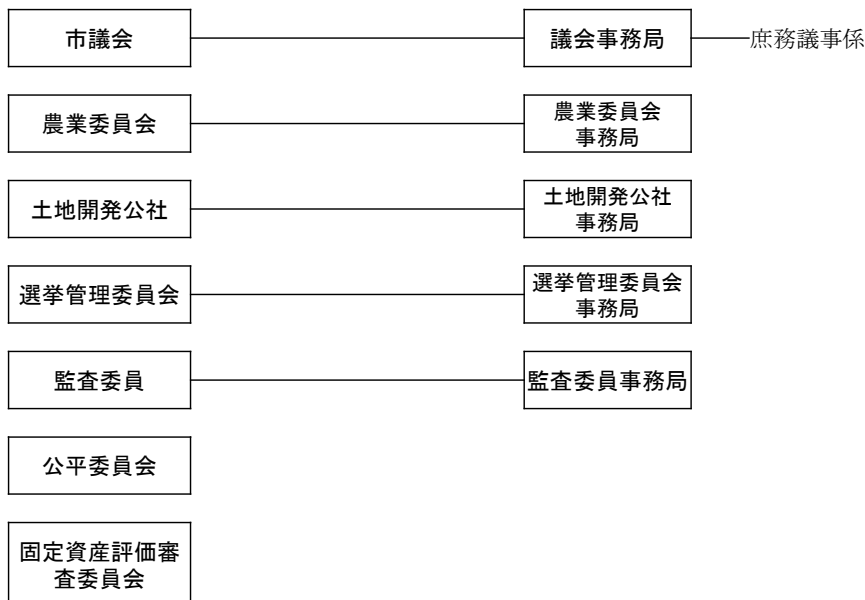 市議会
議会事務局
庶務議事係
農業委員会
農業委員会
事務局
土地開発公社
土地開発公社
事務局
選挙管理委員会
選挙管理委員会
事務局
監査委員
監査委員事務局
公平委員会
固定資産評価審
査委員会